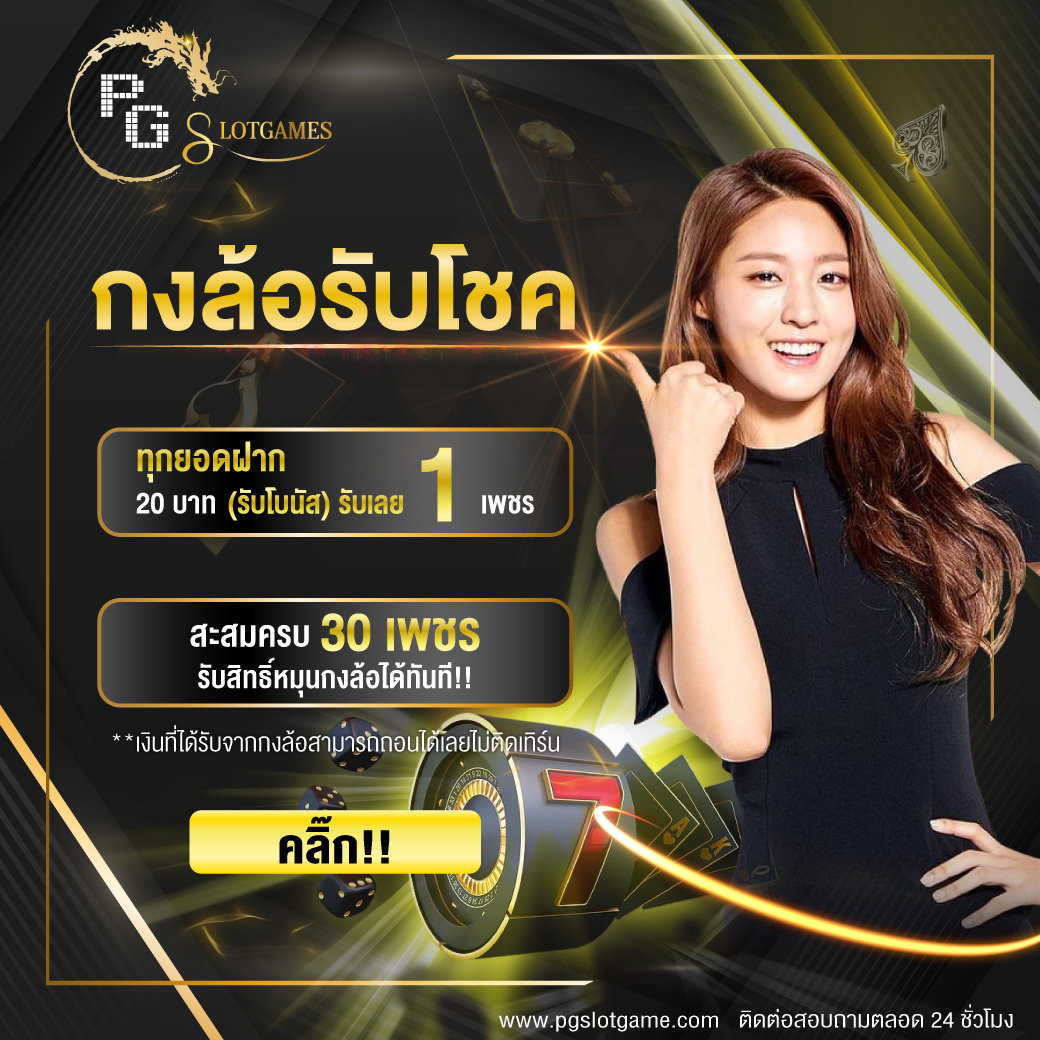 PG
SLOTGAMES
กงล้อรับโชค
ทุกยอดฝาก
20 บาท (รับโบนัส) รับเลย 1 เพชร
สะสมครบ 30 เพชร
รับสิทธิ์หมุนกงล้อได้ทันที!!
**เงินที่ได้รับจากกงล้อสามารถถอนได้เลยไม่ติดเทิร์น
คลิ๊ก!!
7
A
K
Q
www.pgslotgame.com ติดต่อสอบถามตลอด 24 ชั่วโมง